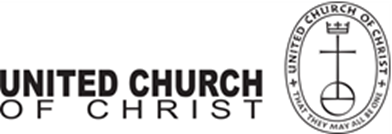 UNITED CHURCH
OF CHRIST
• UNITED CHURCH OF CHRIST •
THAT THEY MAY ALL BE ONE